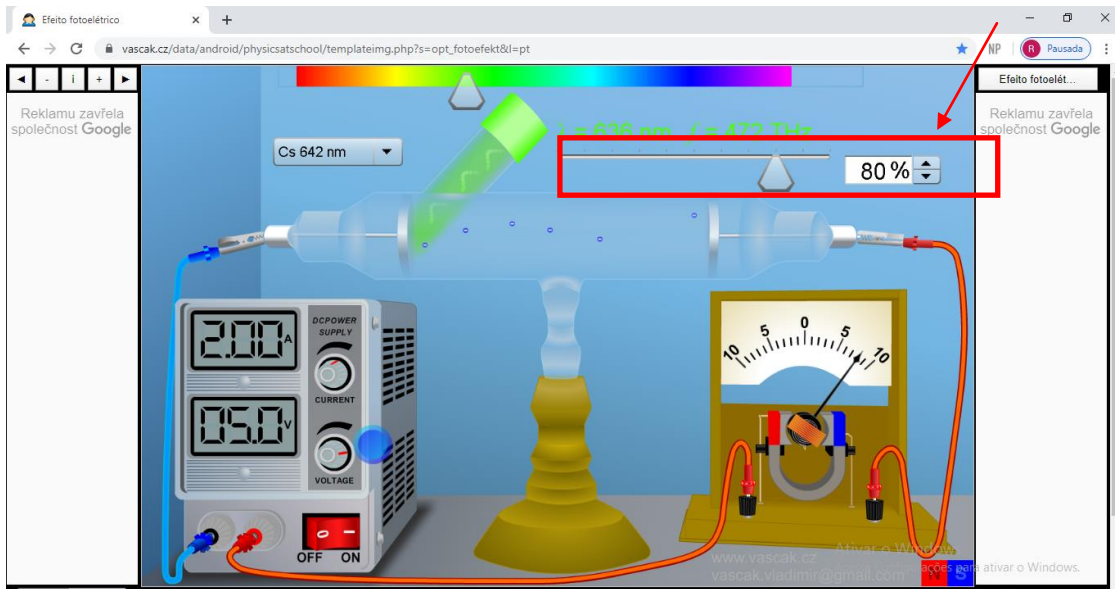 Efeito fotoelétrico
vascak.cz/data/android/physicsatschool/templateimg.php?s=opt_fotoefekt&l=pt
NP
R Pausada
- i +
Efeito fotoelét...
Reklamu zavřela
společnost Google
Reklamu zavřela
společnost Google
λ = 636 nm f = 472 THz
Cs 642 nm
80 %
2.00 A
DCPOWER
SUPPLY
CURRENT
05.0 V
VOLTAGE
OFF ON
10 5 0 5 10
www.vascak.cz
vascak.vladimir@gmail.com
N S
Ativar o Windows
para ativar o Windows.